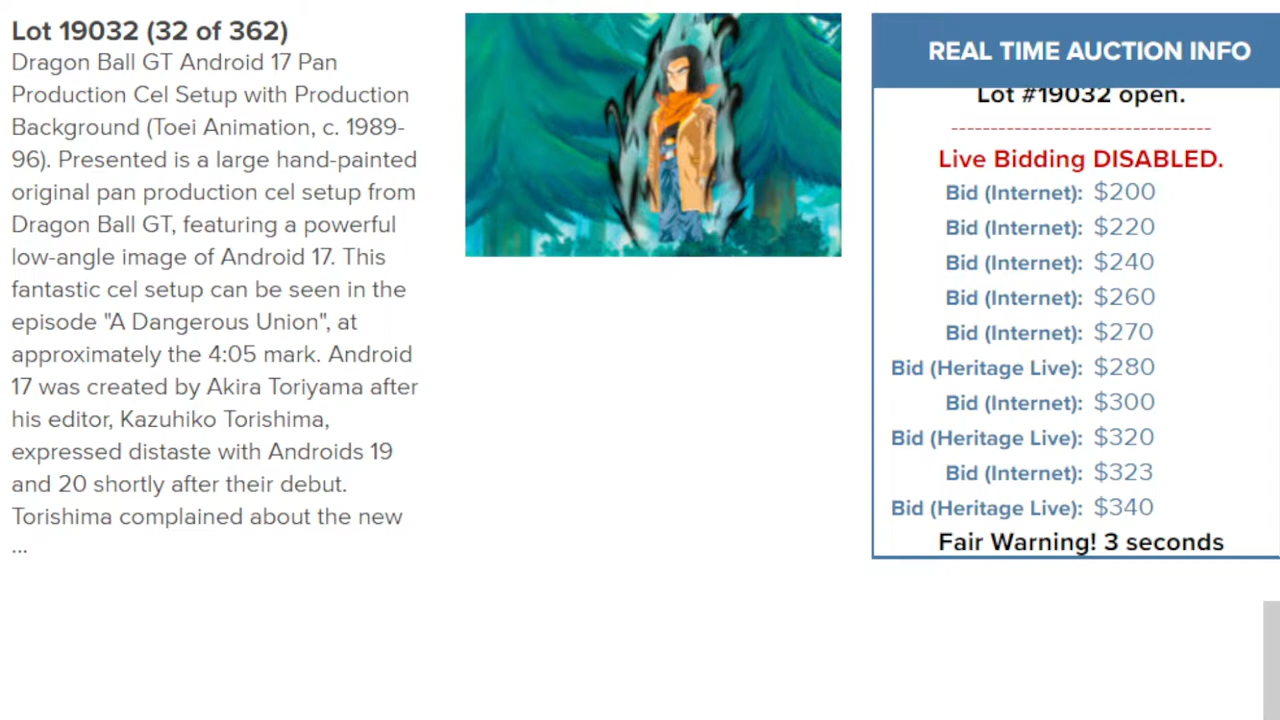 Lot 19032 (32 of 362)
Dragon Ball GT Android 17 Pan
Production Cel Setup with Production
Background (Toei Animation, c. 1989-
96). Presented is a large hand-painted
original pan production cel setup from
Dragon Ball GT, featuring a powerful
low-angle image of Android 17. This
fantastic cel setup can be seen in the
episode "A Dangerous Union", at
approximately the 4:05 mark. Android
17 was created by Akira Toriyama after
his editor, Kazuhiko Torishima,
expressed distaste with Androids 19
and 20 shortly after their debut.
Torishima complained about the new
...
REAL TIME AUCTION INFO
Lot #19032 open.
--------------------------------
Live Bidding DISABLED.
Bid (Internet): $200
Bid (Internet): $220
Bid (Internet): $240
Bid (Internet): $260
Bid (Internet): $270
Bid (Heritage Live): $280
Bid (Internet): $300
Bid (Heritage Live): $320
Bid (Internet): $323
Bid (Heritage Live): $340
Fair Warning! 3 seconds